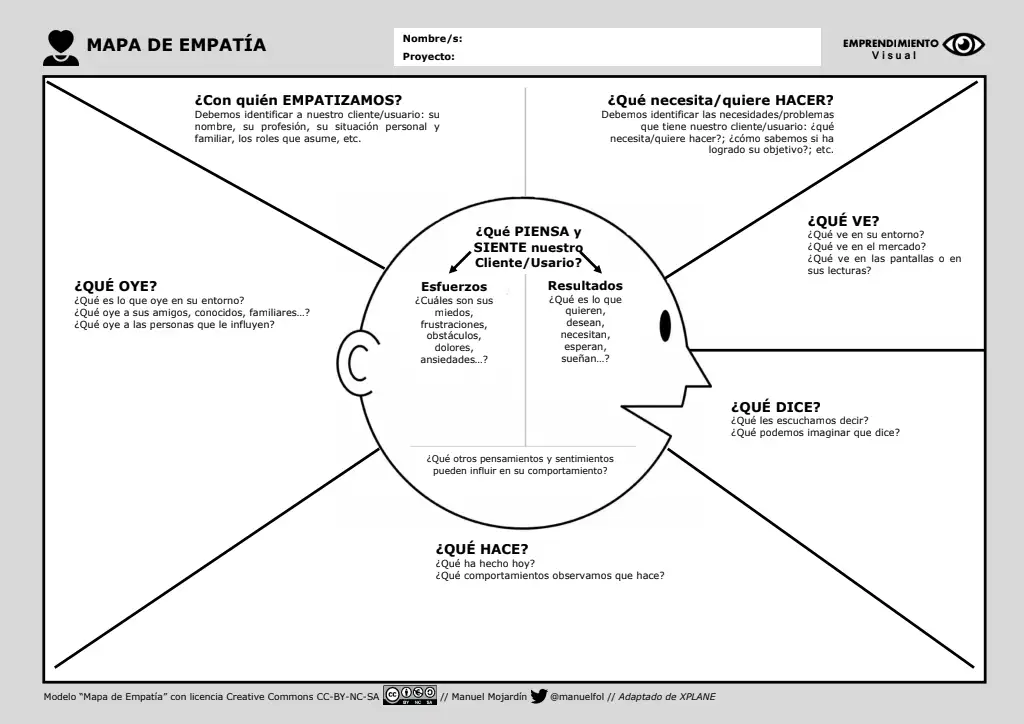 MAPA DE EMPATÍA
Nombre/s:
Proyecto:
EMPRENDIMIENTO
Visual
¿Con quién EMPATIZAMOS?
Debemos identificar a nuestro cliente/usuario: su
nombre, su profesión, su situación personal y
familiar, los roles que asume, etc.
¿Qué necesita/quiere HACER?
Debemos identificar las necesidades/problemas
que tiene nuestro cliente/usuario: ¿qué
necesita/quiere hacer?; ¿cómo sabemos si ha
logrado su objetivo?; etc.
¿QUÉ VE?
¿Qué ve en su entorno?
¿Qué ve en el mercado?
¿Qué ve en las pantallas o en
sus lecturas?
¿Qué PIENSA y
SIENTE nuestro
Cliente/Usario?
Esfuerzos
¿Cuáles son sus
miedos,
frustraciones,
obstáculos,
dolores,
ansiedades…?
Resultados
¿Qué es lo que
quieren,
desean,
necesitan,
esperan,
sueñan…?
¿QUÉ OYE?
¿Qué es lo que oye en su entorno?
¿Qué oye a sus amigos, conocidos, familiares…?
¿Qué oye a las personas que le influyen?
¿QUÉ DICE?
¿Qué les escuchamos decir?
¿Qué podemos imaginar que dice?
¿Qué otros pensamientos y sentimientos
pueden influir en su comportamiento?
¿QUÉ HACE?
¿Qué ha hecho hoy?
¿Qué comportamientos observamos que hace?
Modelo “Mapa de Empatía” con licencia Creative Commons CC-BY-NC-SA cc BY NC SA // Manuel Mojardín @manuelfol // Adaptado de XPLANE